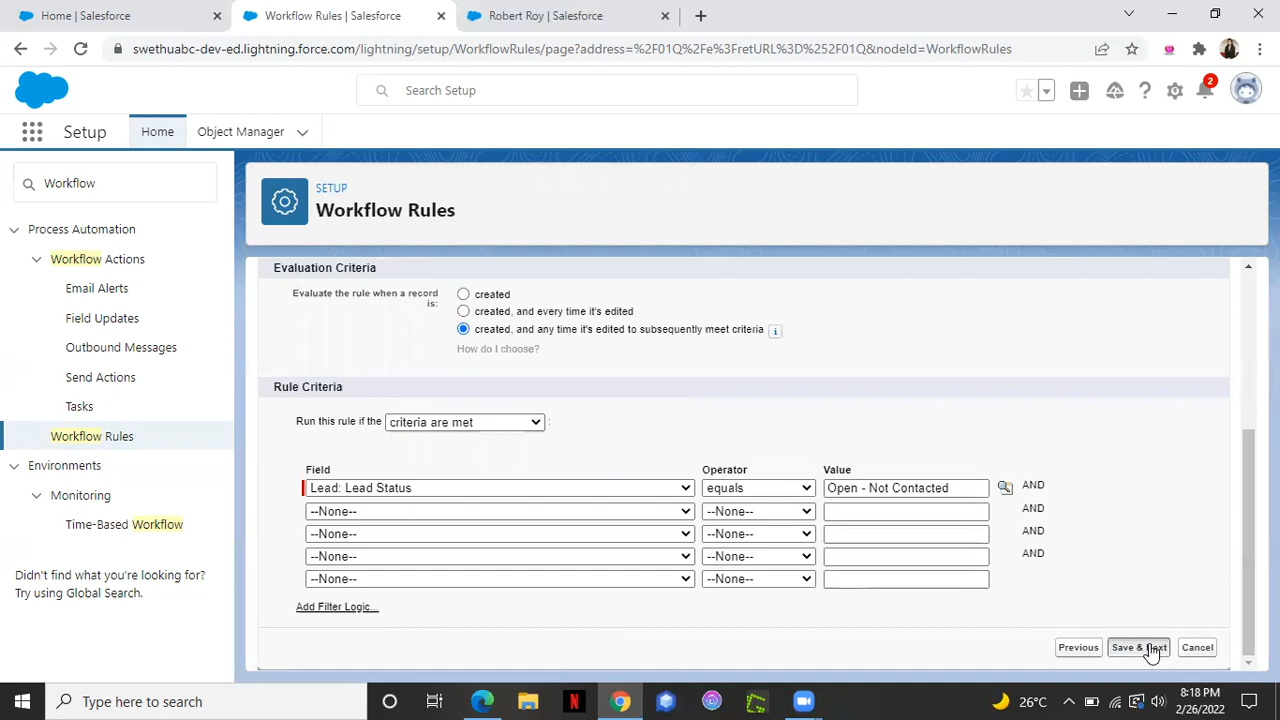 Home | Salesforce
Workflow Rules | Salesforce
Robert Roy | Salesforce
swethuabc-dev-ed.lightning.force.com/lightning/setup/WorkflowRules/page?address=%2F01Q%2Fe%3FretURL%3D%252F01Q&nodeId=WorkflowRules
Search Setup
2
Setup
Home
Object Manager
Workflow
SETUP
Workflow Rules
Process Automation
Workflow Actions
Email Alerts
Field Updates
Outbound Messages
Send Actions
Tasks
Workflow Rules
Environments
Monitoring
Time-Based Workflow
Didn't find what you're looking for?
Try using Global Search.
Evaluation Criteria
Evaluate the rule when a record
is:
created
created, and every time it's edited
created, and any time it's edited to subsequently meet criteria
How do I choose?
Rule Criteria
Run this rule if the criteria are met :
Field Operator Value
Lead: Lead Status equals Open - Not Contacted AND
--None-- --None-- AND
--None-- --None-- AND
--None-- --None-- AND
--None-- --None--
Add Filter Logic...
Previous Save & Next Cancel
Type here to search
26°C
8:18 PM
2/26/2022